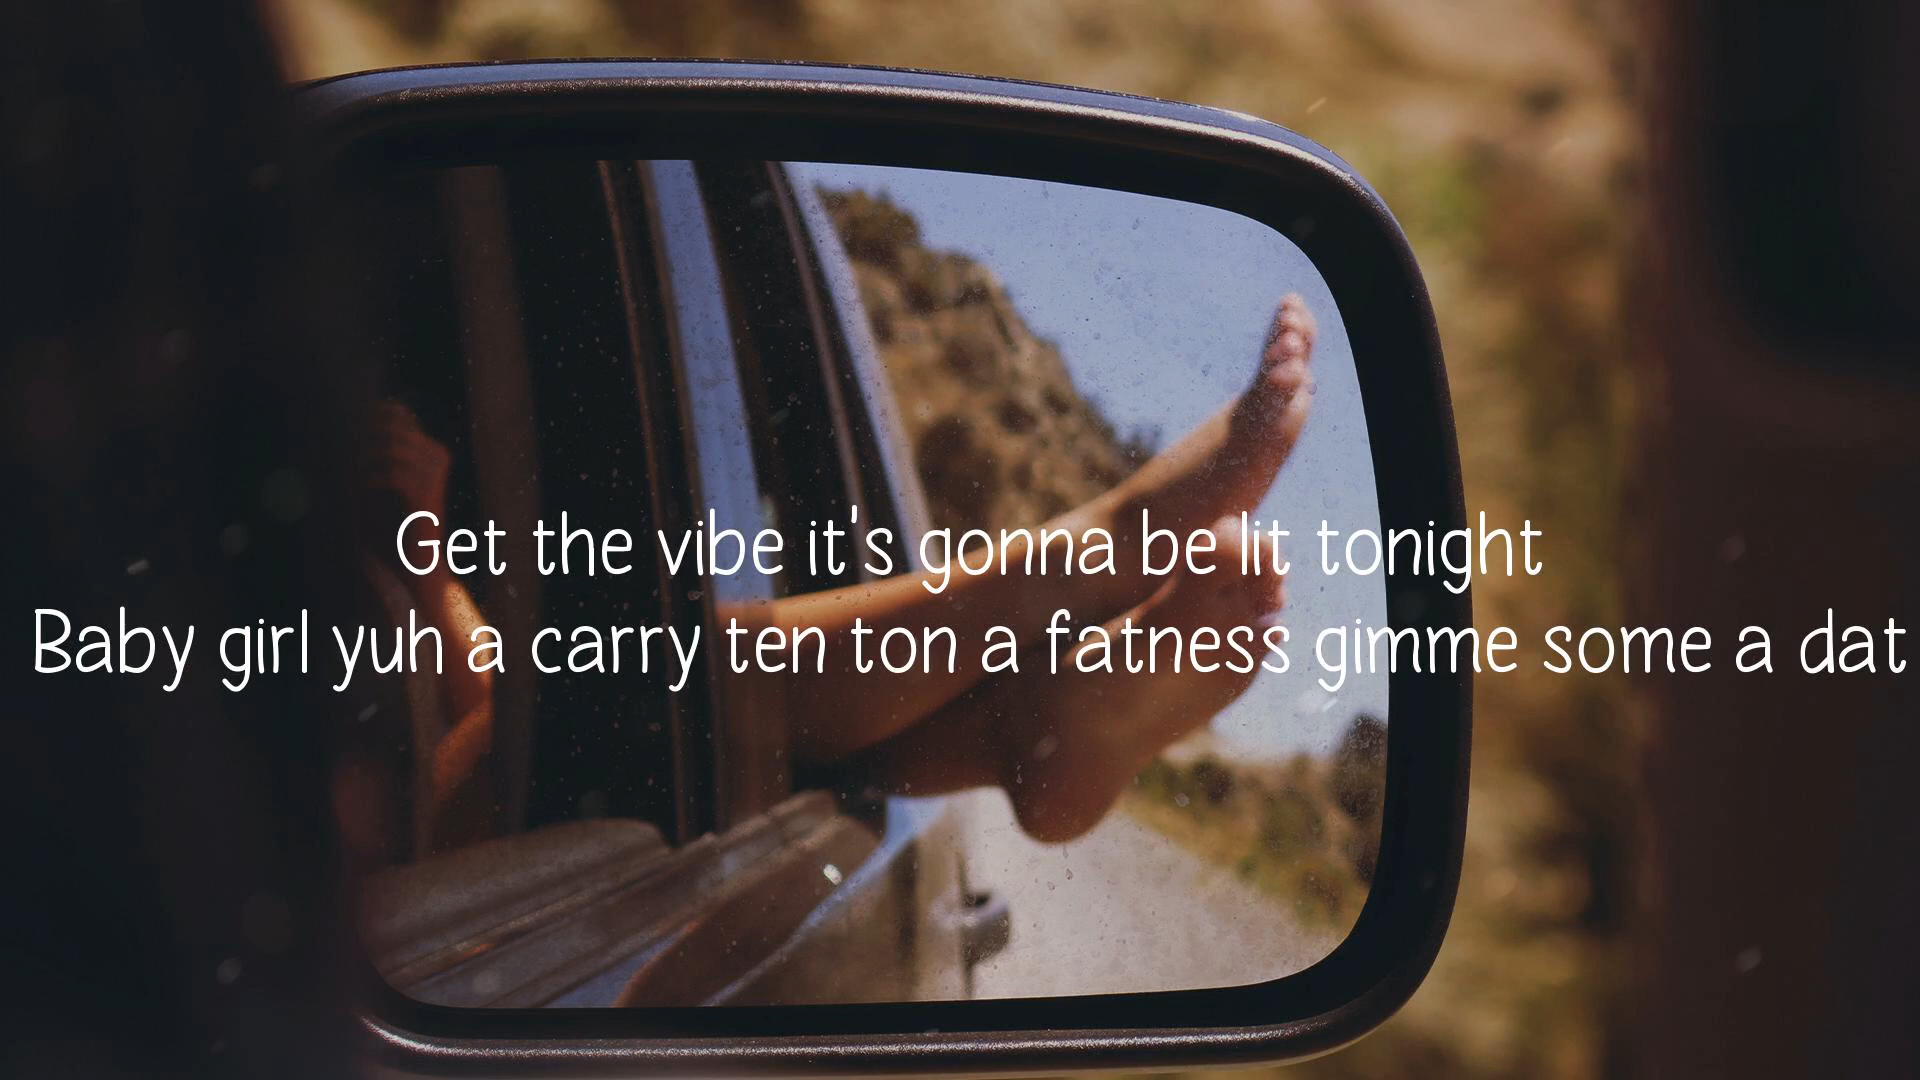 Get the vibe it's gonna be lit tonight
Baby girl yuh a carry ten ton a fatness gimme some a dat